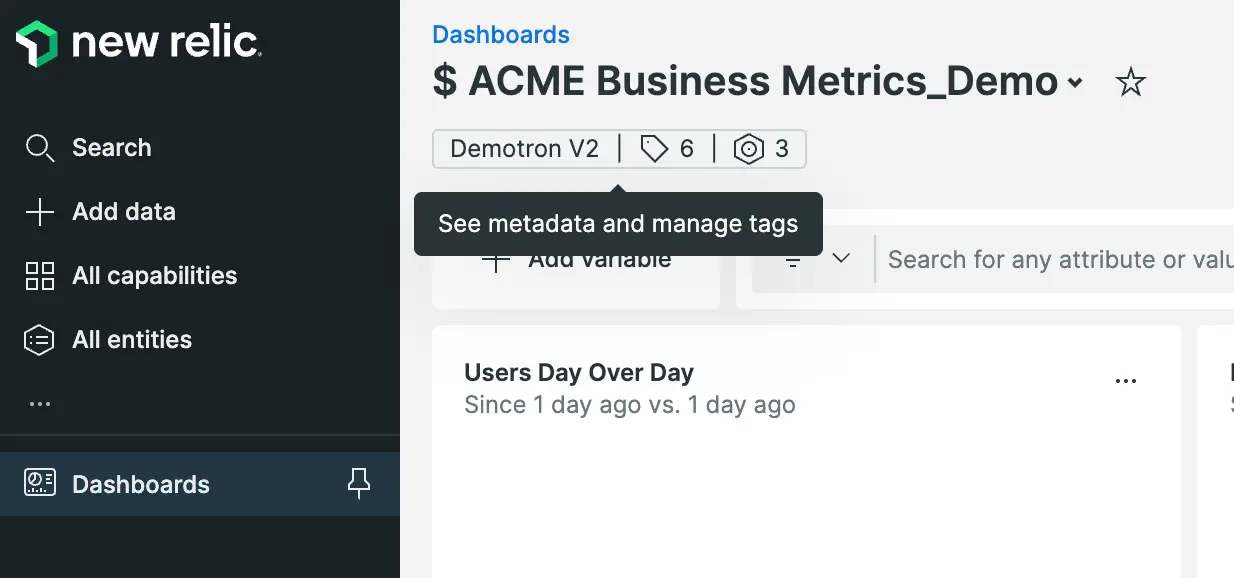 new relic
Search
Add data
All capabilities
All entities
...
Dashboards
Dashboards
$ ACME Business Metrics_Demo
Demotron V2 | 6 | 3
See metadata and manage tags
Add variable
Search for any attribute or valu
Users Day Over Day
...
Since 1 day ago vs. 1 day ago